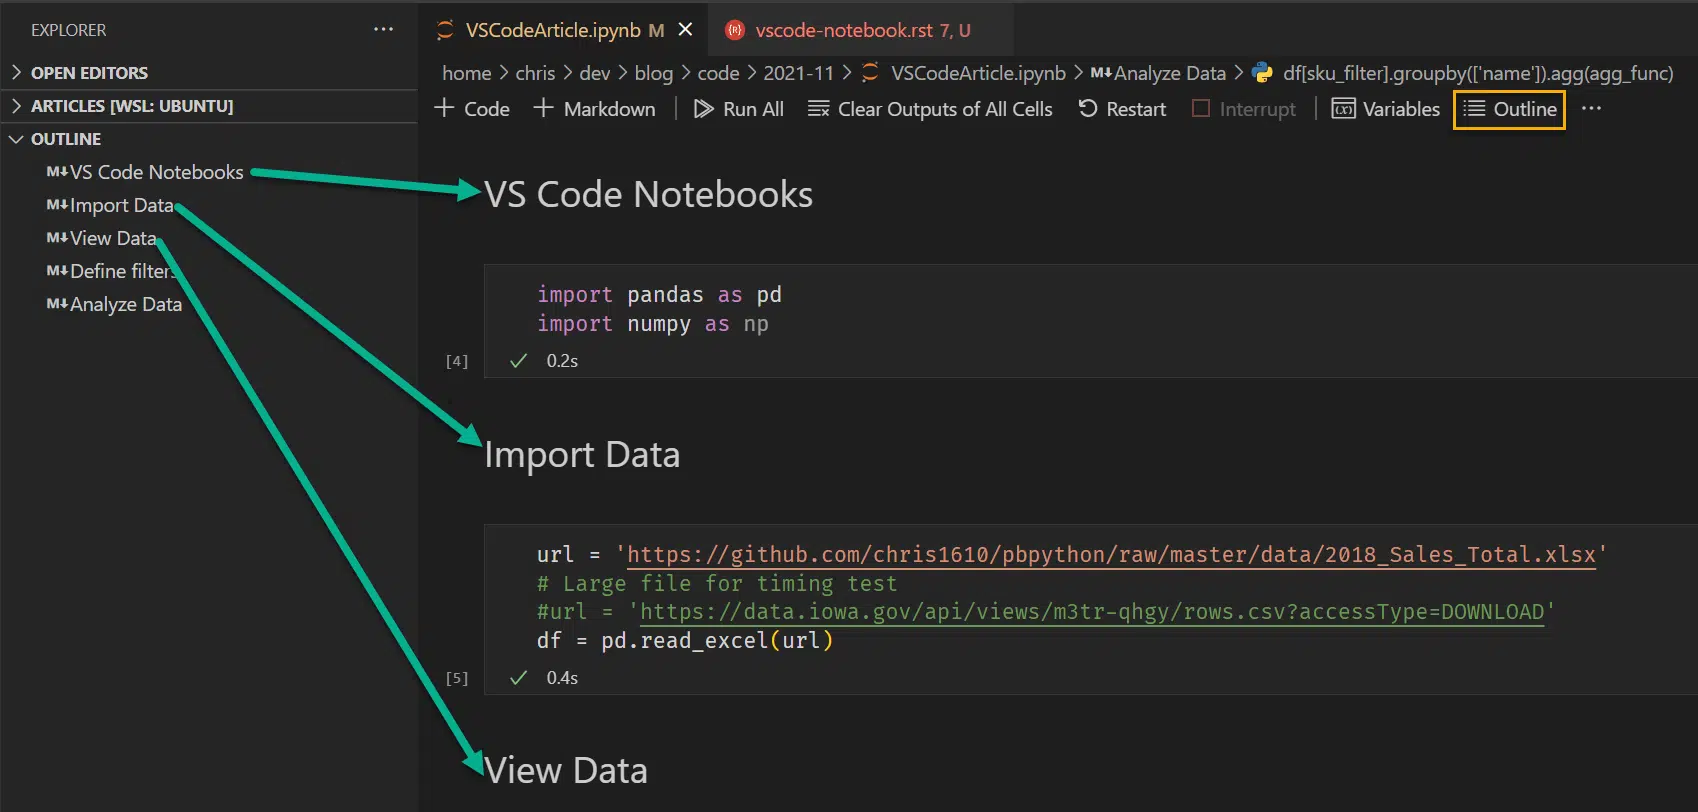 EXPLORER ···
OPEN EDITORS
ARTICLES [WSL: UBUNTU]
OUTLINE
M↓VS Code Notebooks
M↓Import Data
M↓View Data
M↓Define filters
M↓Analyze Data
VSCodeArticle.ipynb M ×
{R} vscode-notebook.rst 7, U
home > chris > dev > blog > code > 2021-11 > VSCodeArticle.ipynb > M↓Analyze Data > df[sku_filter].groupby(['name']).agg(agg_func)
+ Code + Markdown | Run All Clear Outputs of All Cells Restart Interrupt | (x) Variables Outline ···
VS Code Notebooks
import pandas as pd
import numpy as np
[4] ✓ 0.2s
Import Data
url = 'https://github.com/chris1610/pbpython/raw/master/data/2018_Sales_Total.xlsx'
# Large file for timing test
#url = 'https://data.iowa.gov/api/views/m3tr-qhgy/rows.csv?accessType=DOWNLOAD'
df = pd.read_excel(url)
[5] ✓ 0.4s
View Data